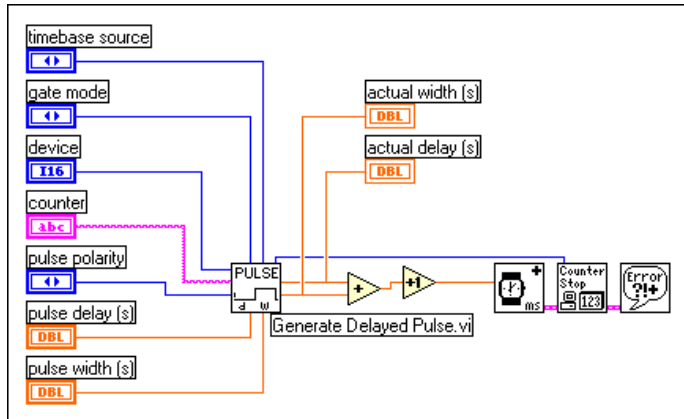 timebase source
gate mode
device
I16
counter
abc
pulse polarity
pulse delay (s)
DBL
pulse width (s)
DBL
PULSE
d W
Generate Delayed Pulse.vi
actual width (s)
DBL
actual delay (s)
DBL
+
+1
+
ms
Counter
Stop
123
Error
?!+